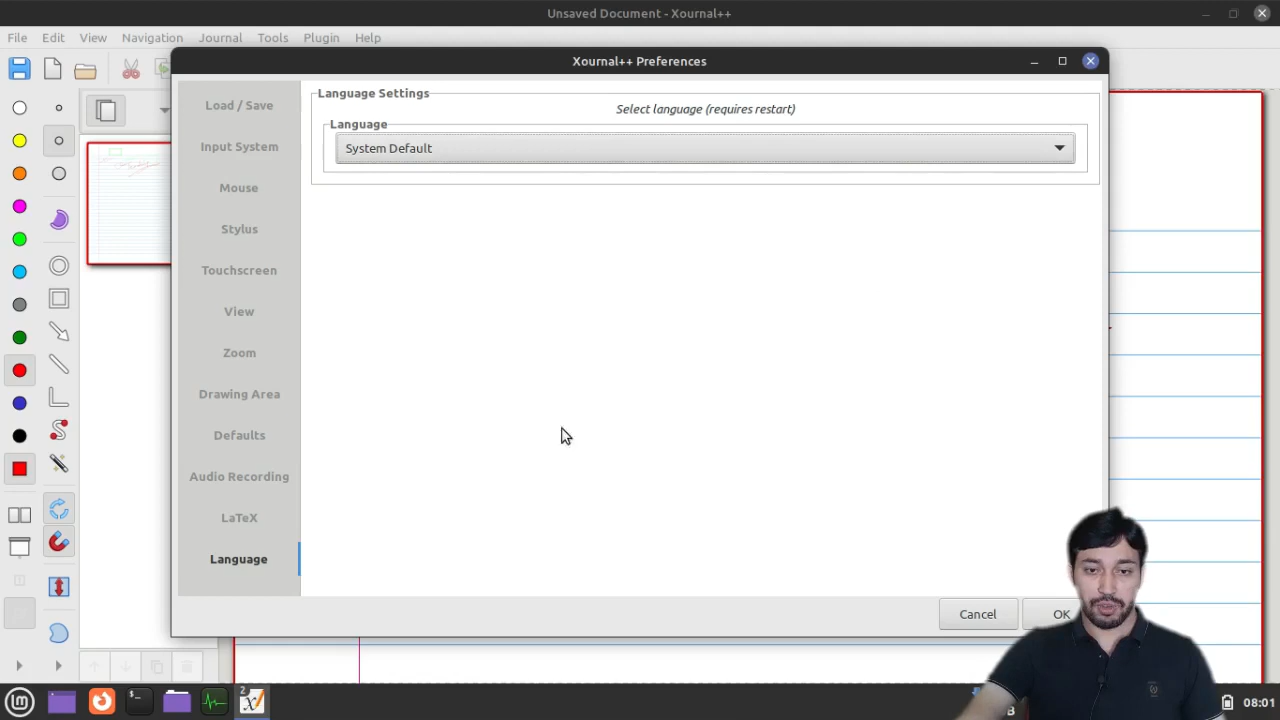 Unsaved Document - Xournal++
File Edit View Navigation Journal Tools Plugin Help
Xournal++ Preferences
Load / Save
Input System
Mouse
Stylus
Touchscreen
View
Zoom
Drawing Area
Defaults
Audio Recording
LaTeX
Language
Language Settings
Select language (requires restart)
Language
System Default
Cancel
OK
2
B
08:01